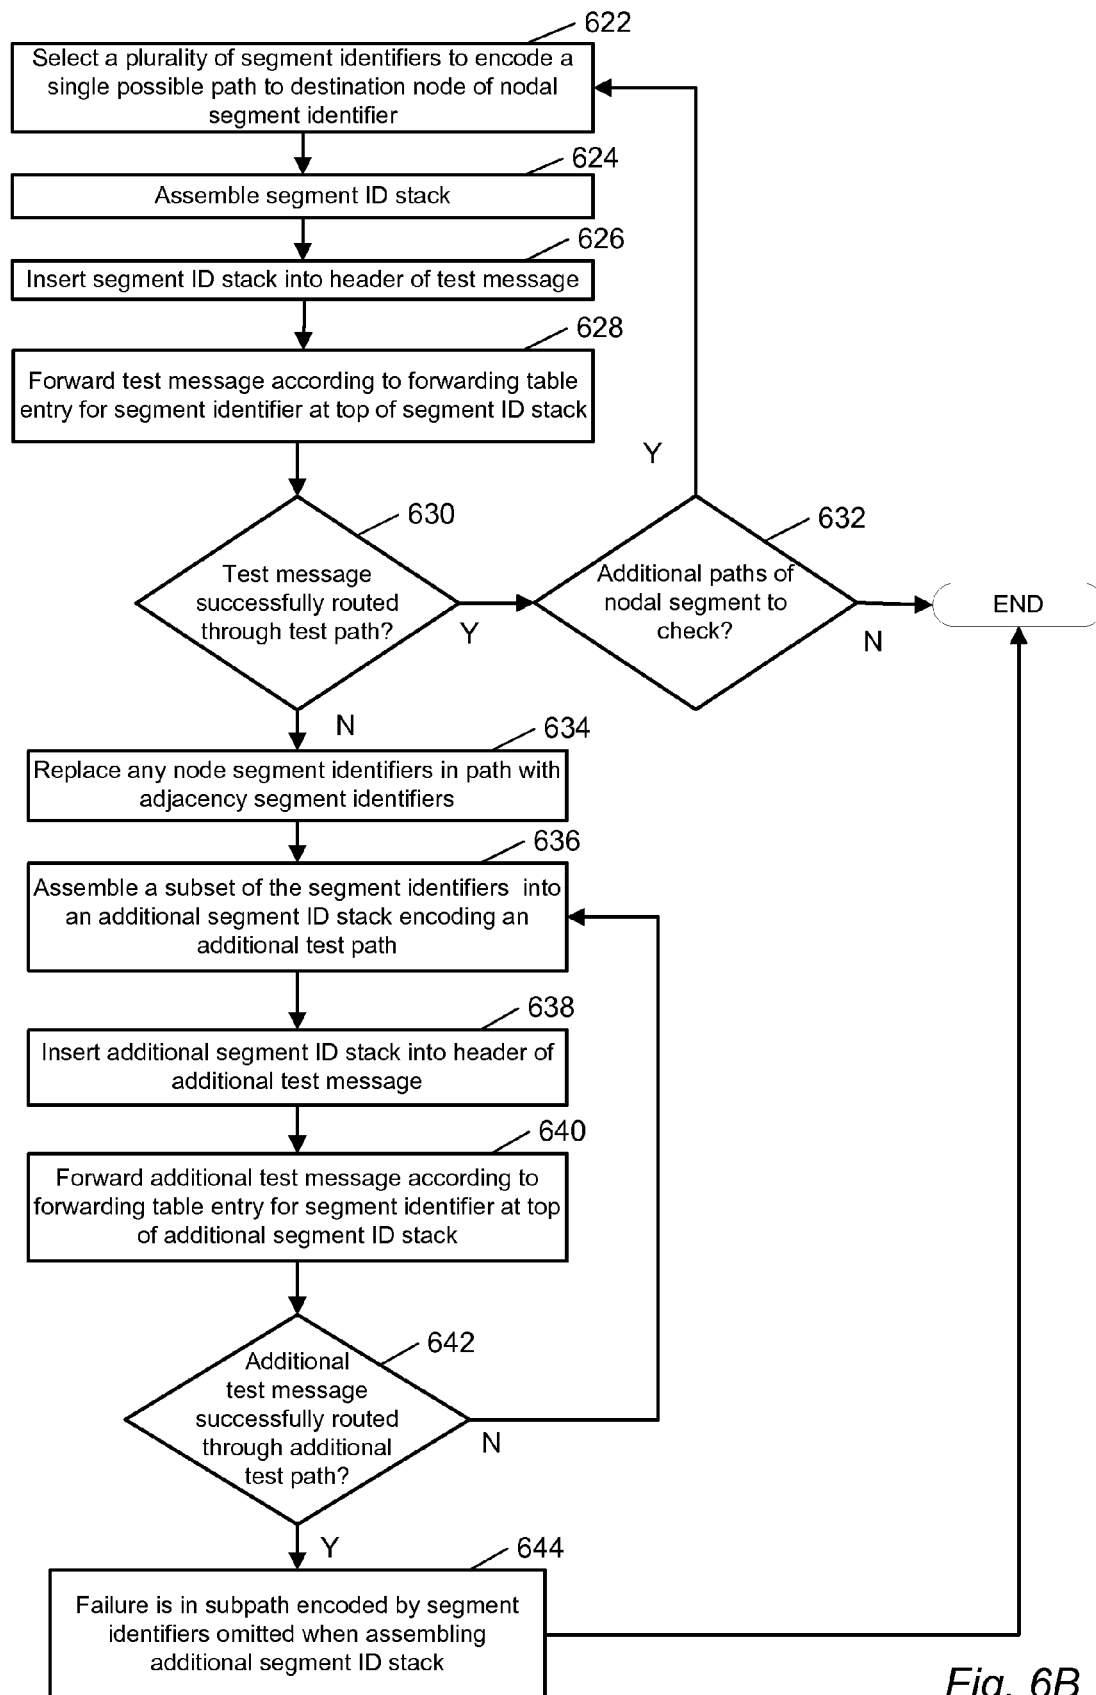 622
Select a plurality of segment identifiers to encode a
single possible path to destination node of nodal
segment identifier
624
Assemble segment ID stack
626
Insert segment ID stack into header of test message
628
Forward test message according to forwarding table
entry for segment identifier at top of segment ID stack
Y
630
Test message
successfully routed
through test path?
Y
632
Additional paths of
nodal segment to
check?
N
END
N
634
Replace any node segment identifiers in path with
adjacency segment identifiers
636
Assemble a subset of the segment identifiers into
an additional segment ID stack encoding an
additional test path
638
Insert additional segment ID stack into header of
additional test message
640
Forward additional test message according to
forwarding table entry for segment identifier at top
of additional segment ID stack
642
Additional
test message
successfully routed
through additional
test path?
N
Y
644
Failure is in subpath encoded by segment
identifiers omitted when assembling
additional segment ID stack
Fig. 6B